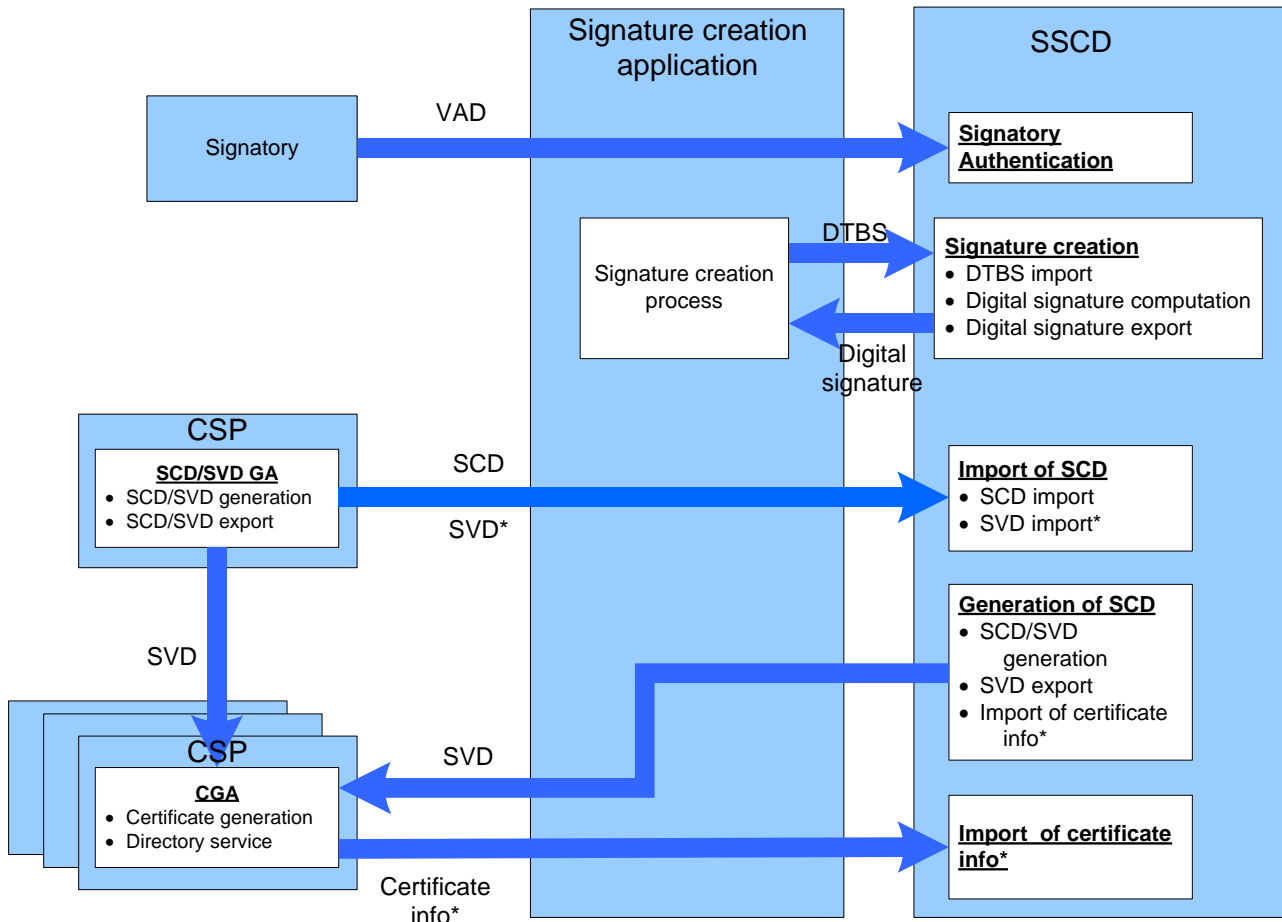 Signature creation
application
SSCD
VAD
Signatory
Signatory
Authentication
DTBS
Signature creation
process
Signature creation
• DTBS import
• Digital signature computation
• Digital signature export
Digital
signature
CSP
SCD/SVD GA
• SCD/SVD generation
• SCD/SVD export
SCD
SVD*
Import of SCD
• SCD import
• SVD import*
Generation of SCD
• SCD/SVD
generation
• SVD export
• Import of certificate
info*
SVD
CSP
SVD
CGA
• Certificate generation
• Directory service
Import of certificate
info*
Certificate
info*